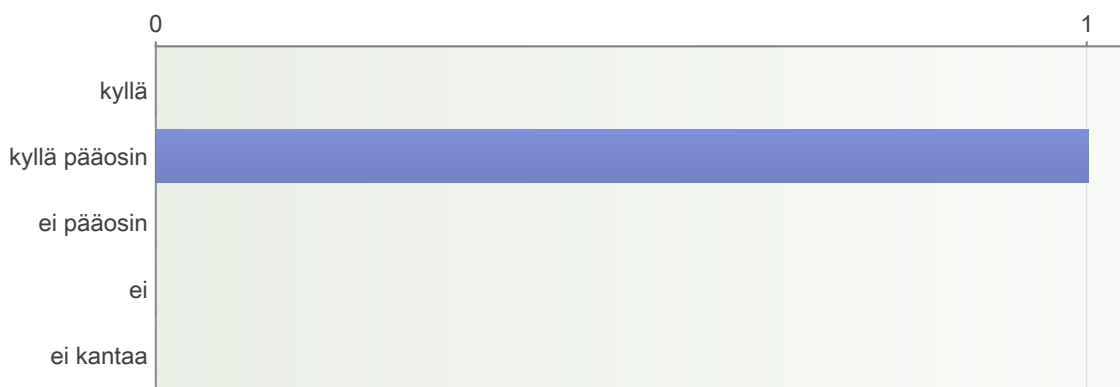 0 1
kyllä
kyllä pääosin
ei pääosin
ei
ei kantaa